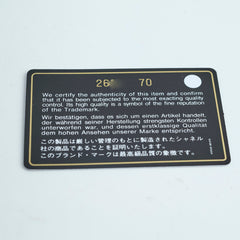 26 70
We certify the authenticity of this item and confirm
that it has been subjected to the most exacting quality
control. Its high quality is a symbol of the fine reputation
of the Trademark.
Wir bestätigen, dass es sich um einen Artikel handelt,
der während seiner Herstellung strengsten Kontrollen
unterworfen war, und dessen erstklassige Qualität
dem hohen Ansehen unserer Marke entspricht.
この製品は厳しい管理のもとに製造されたシャネル
社の商品であることを証明いたします。
このブランド・マークは最高級品質の象徴です。